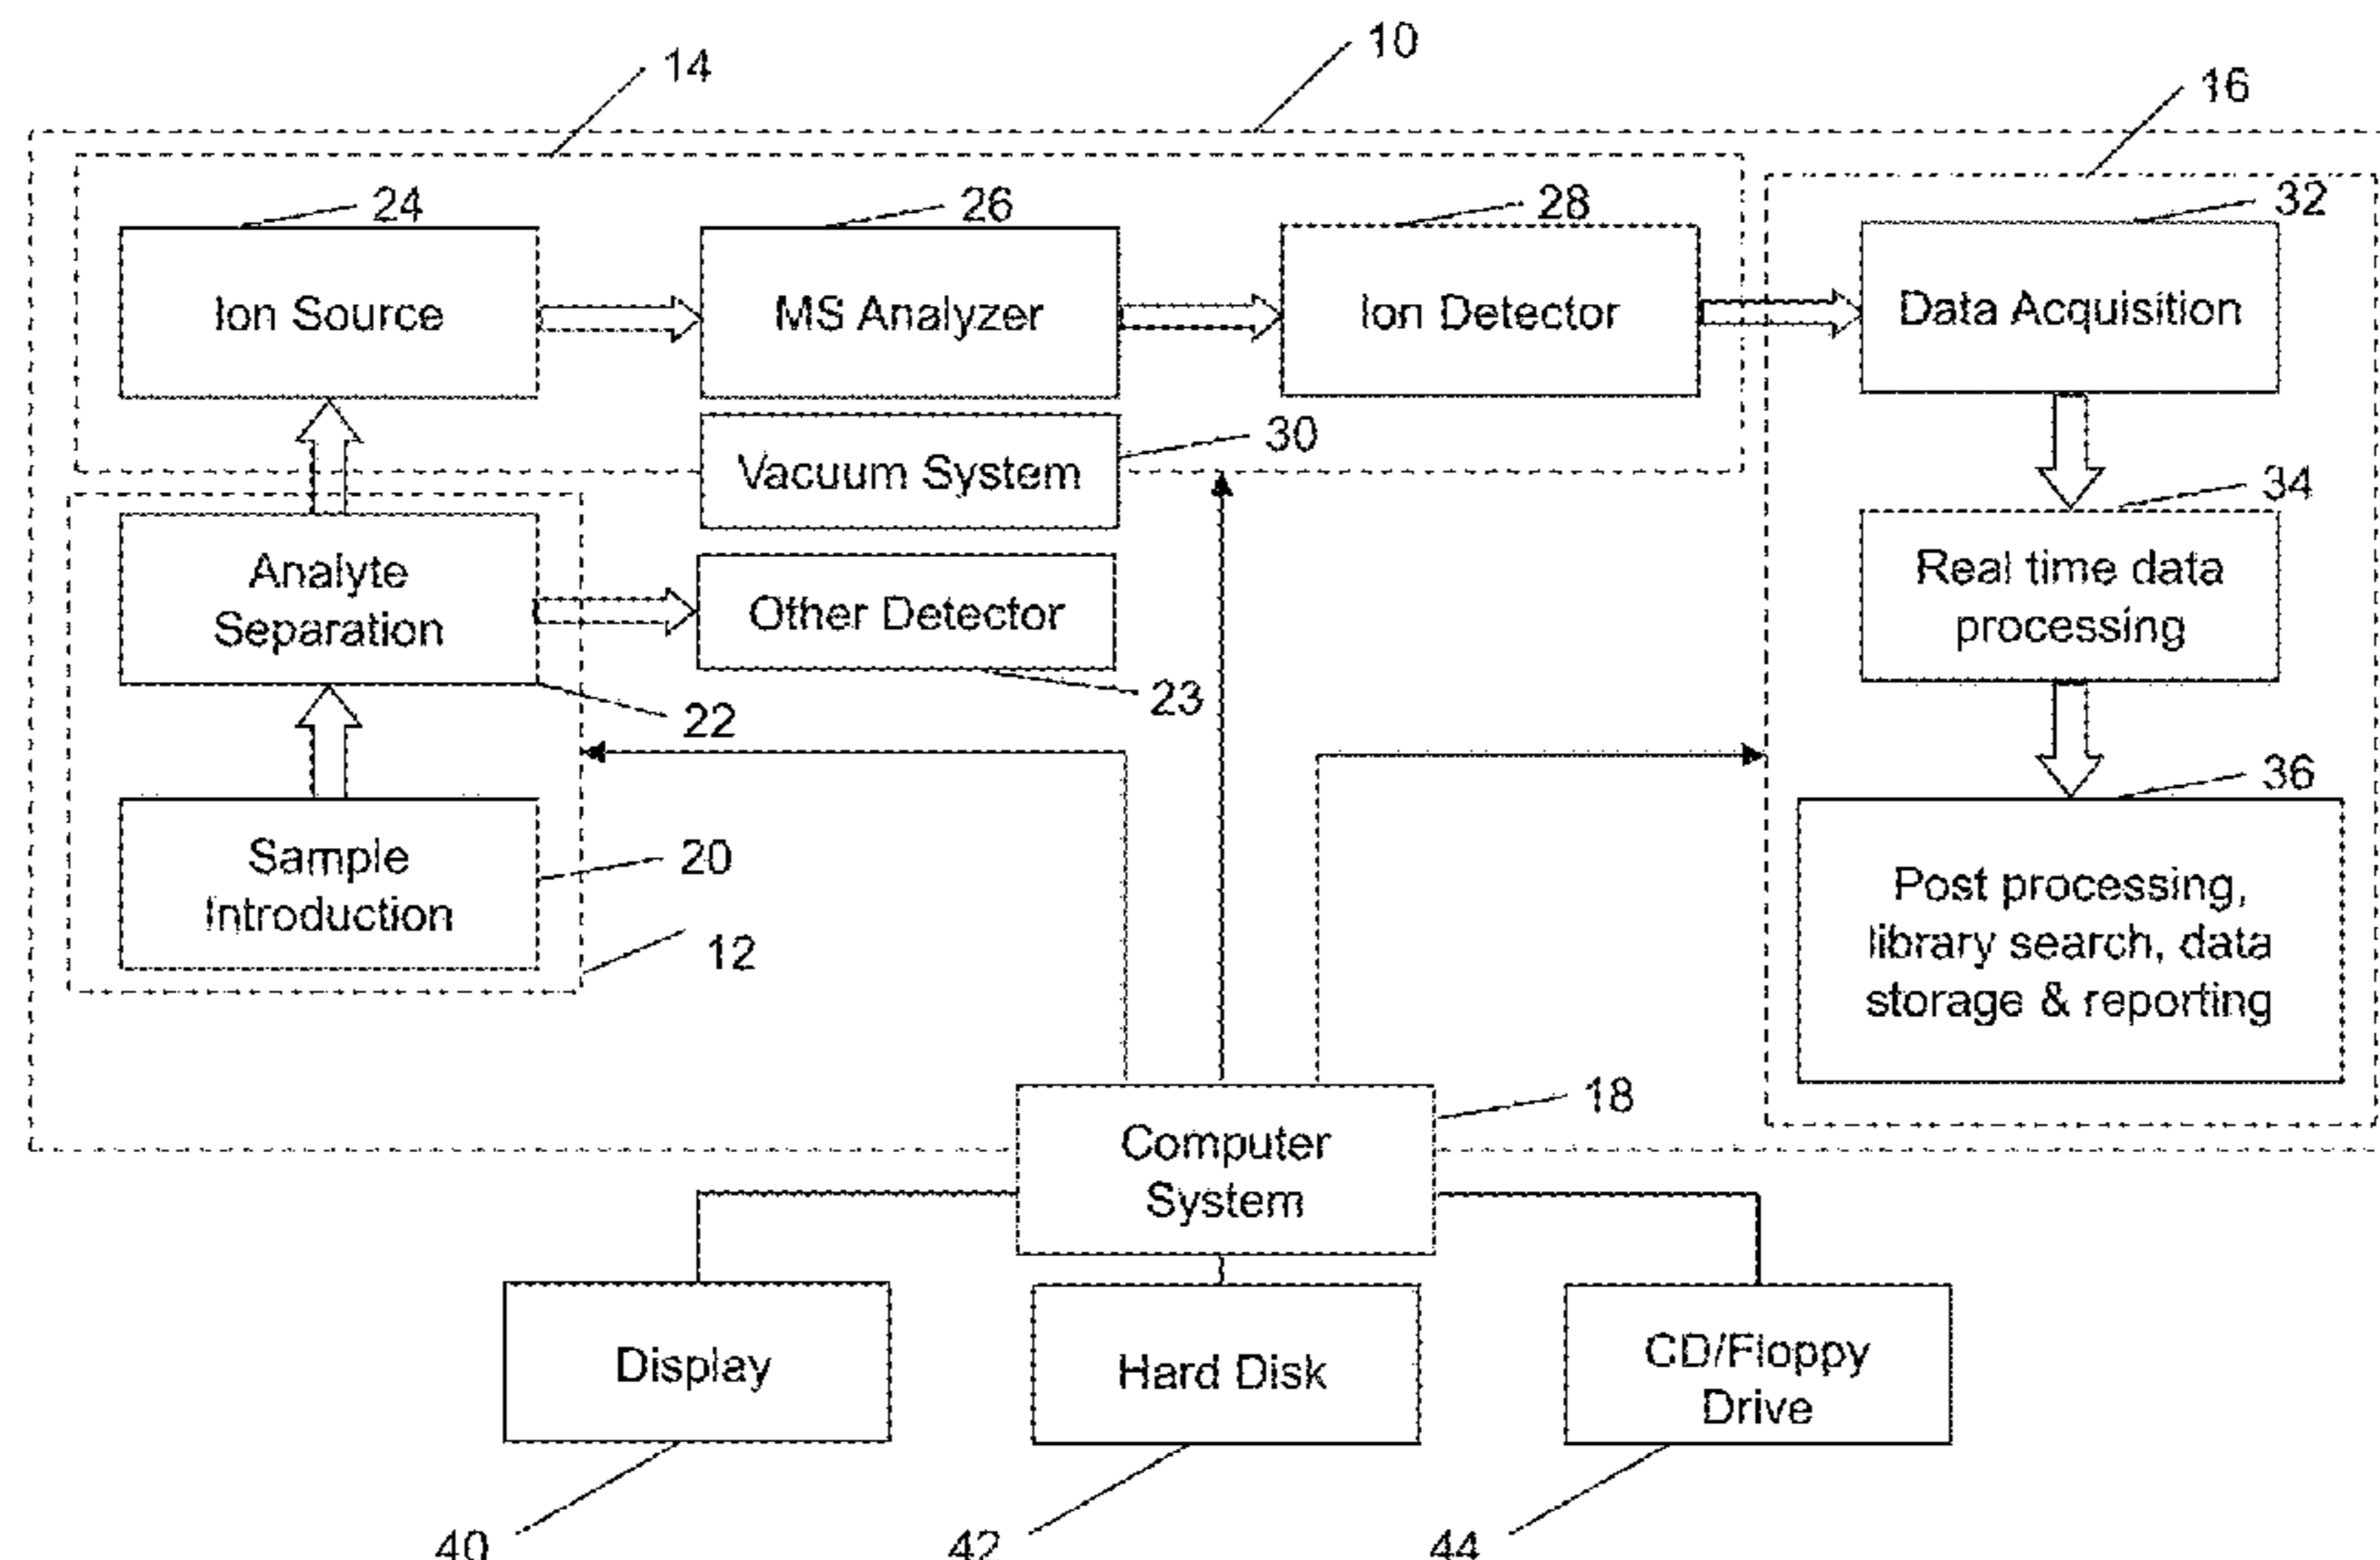 10
14
16
24
26
28
32
Ion Source
MS Analyzer
Ion Detector
Data Acquisition
30
Vacuum System
34
Analyte
Separation
Other Detector
Real time data
processing
23
22
36
Sample
Introduction
20
12
Post processing,
library search, data
storage & reporting
18
Computer
System
Display
Hard Disk
CD/Floppy
Drive
40
42
44